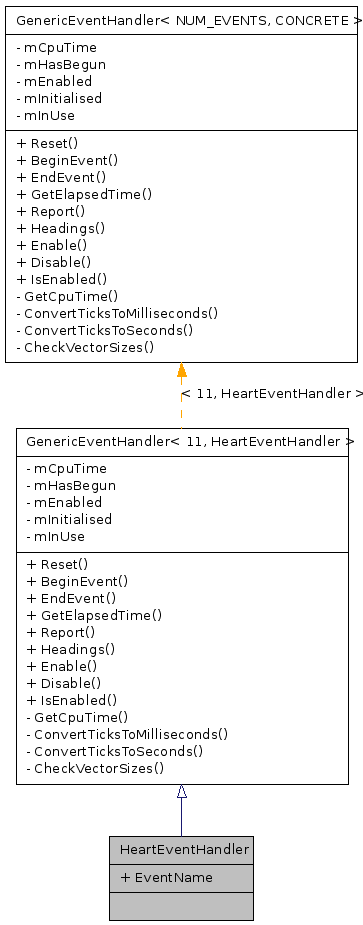 GenericEventHandler< NUM_EVENTS, CONCRETE >
- mCpuTime
- mHasBegun
- mEnabled
- mInitialised
- mInUse
+ Reset()
+ BeginEvent()
+ EndEvent()
+ GetElapsedTime()
+ Report()
+ Headings()
+ Enable()
+ Disable()
+ IsEnabled()
- GetCpuTime()
- ConvertTicksToMilliseconds()
- ConvertTicksToSeconds()
- CheckVectorSizes()
< 11, HeartEventHandler >
GenericEventHandler< 11, HeartEventHandler >
- mCpuTime
- mHasBegun
- mEnabled
- mInitialised
- mInUse
+ Reset()
+ BeginEvent()
+ EndEvent()
+ GetElapsedTime()
+ Report()
+ Headings()
+ Enable()
+ Disable()
+ IsEnabled()
- GetCpuTime()
- ConvertTicksToMilliseconds()
- ConvertTicksToSeconds()
- CheckVectorSizes()
HeartEventHandler
+ EventName